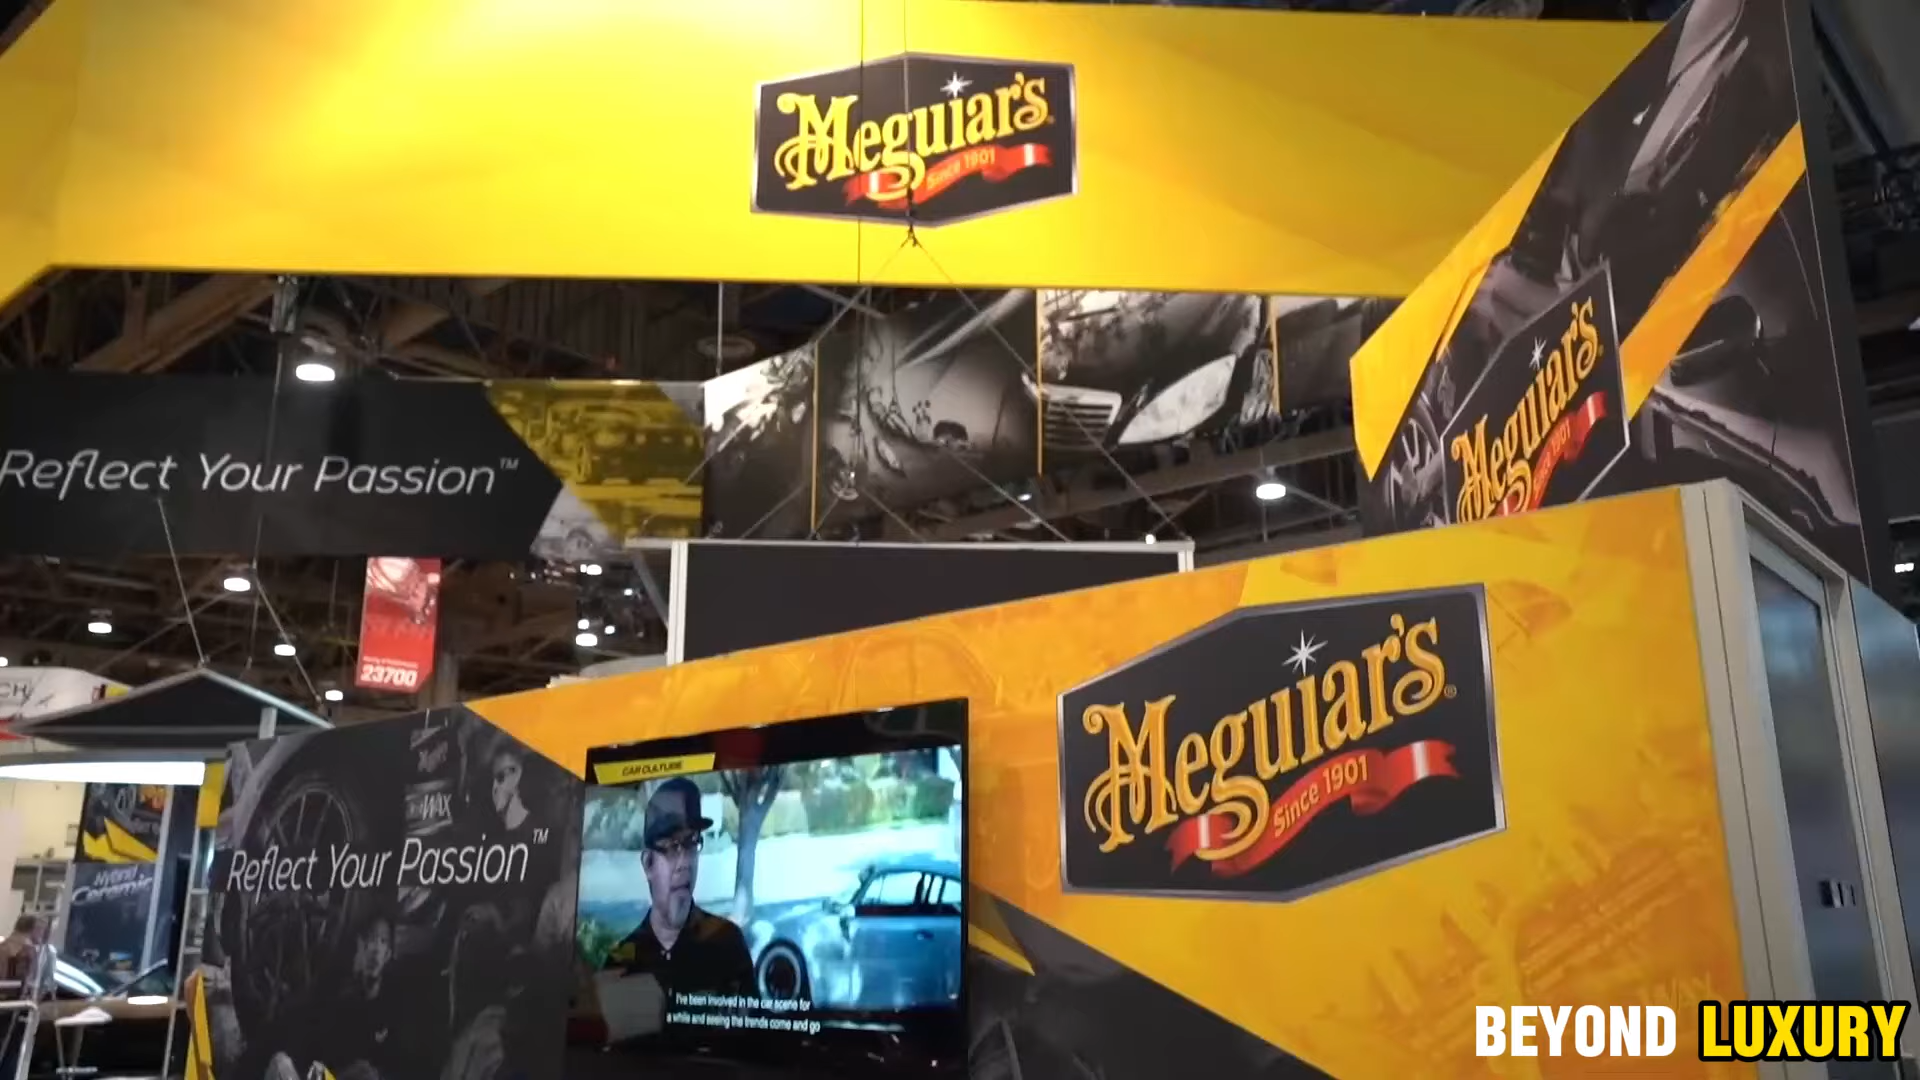 Meguiar's
Since 1901
Reflect Your Passion™
Meguiar's
Since 1901
23700
Meguiar's®
Since 1901
CAR CULTURE
WAX
Reflect Your Passion™
Hybrid
Ceramic
I've been involved in the car scene for
a while and seeing the trends come and go
BEYOND LUXURY